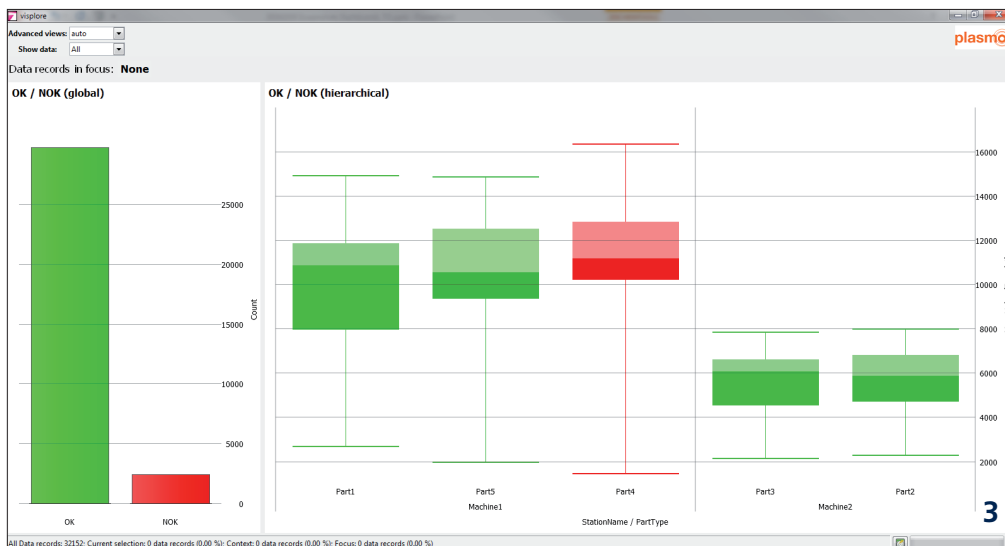 visplore
Advanced views: auto
Show data: All
plasmo
Data records in focus: None
OK / NOK (global)
OK / NOK (hierarchical)
25000
20000
15000
10000
5000
0
Count
OK
NOK
16000
14000
12000
10000
8000
6000
4000
2000
Part1
Part5
Part4
Part3
Part2
Machine1
Machine2
StationName / PartType
3
All Data records: 32152; Current selection: 0 data records (0.00 %); Context: 0 data records (0.00 %); Focus: 0 data records (0.00 %)